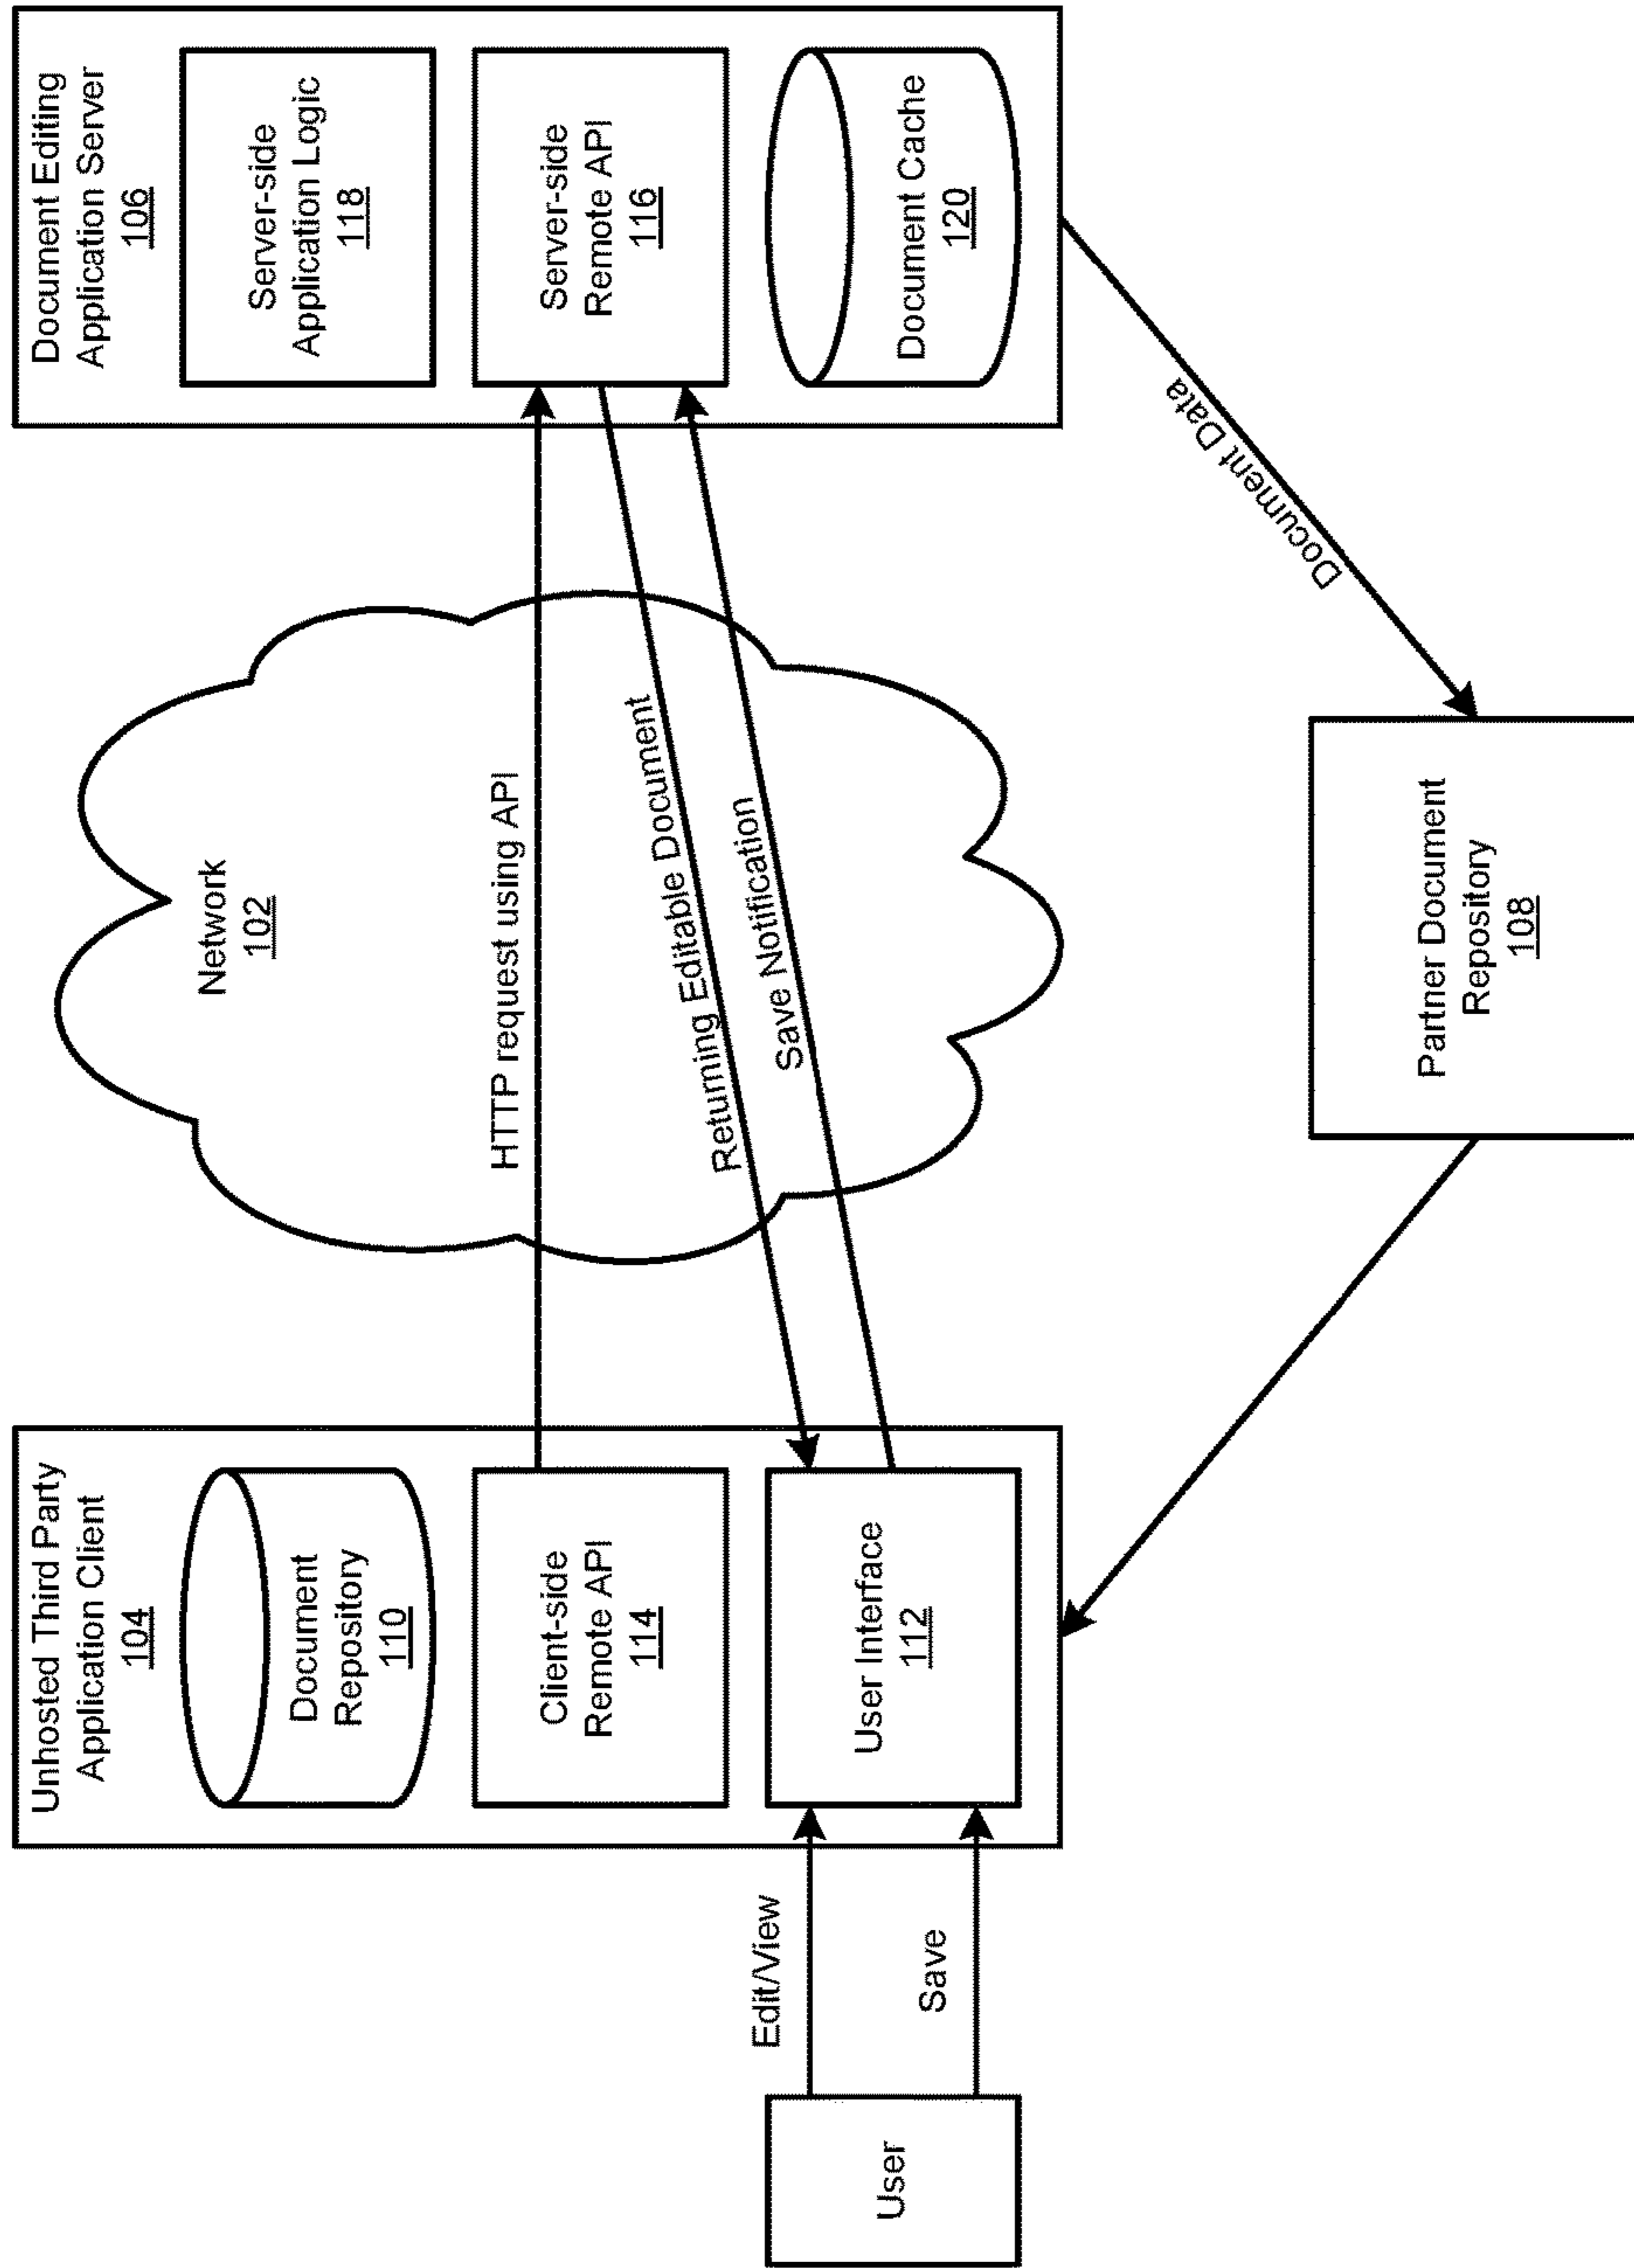 Unhosted Third Party
Application Client
104
Document
Repository
110
Client-side
Remote API
114
User Interface
112
User
Edit/View
Save
Network
102
HTTP request using API
Returning Editable Document
Save Notification
Document Editing
Application Server
106
Server-side
Application Logic
118
Server-side
Remote API
116
Document Cache
120
Document Data
Partner Document
Repository
108